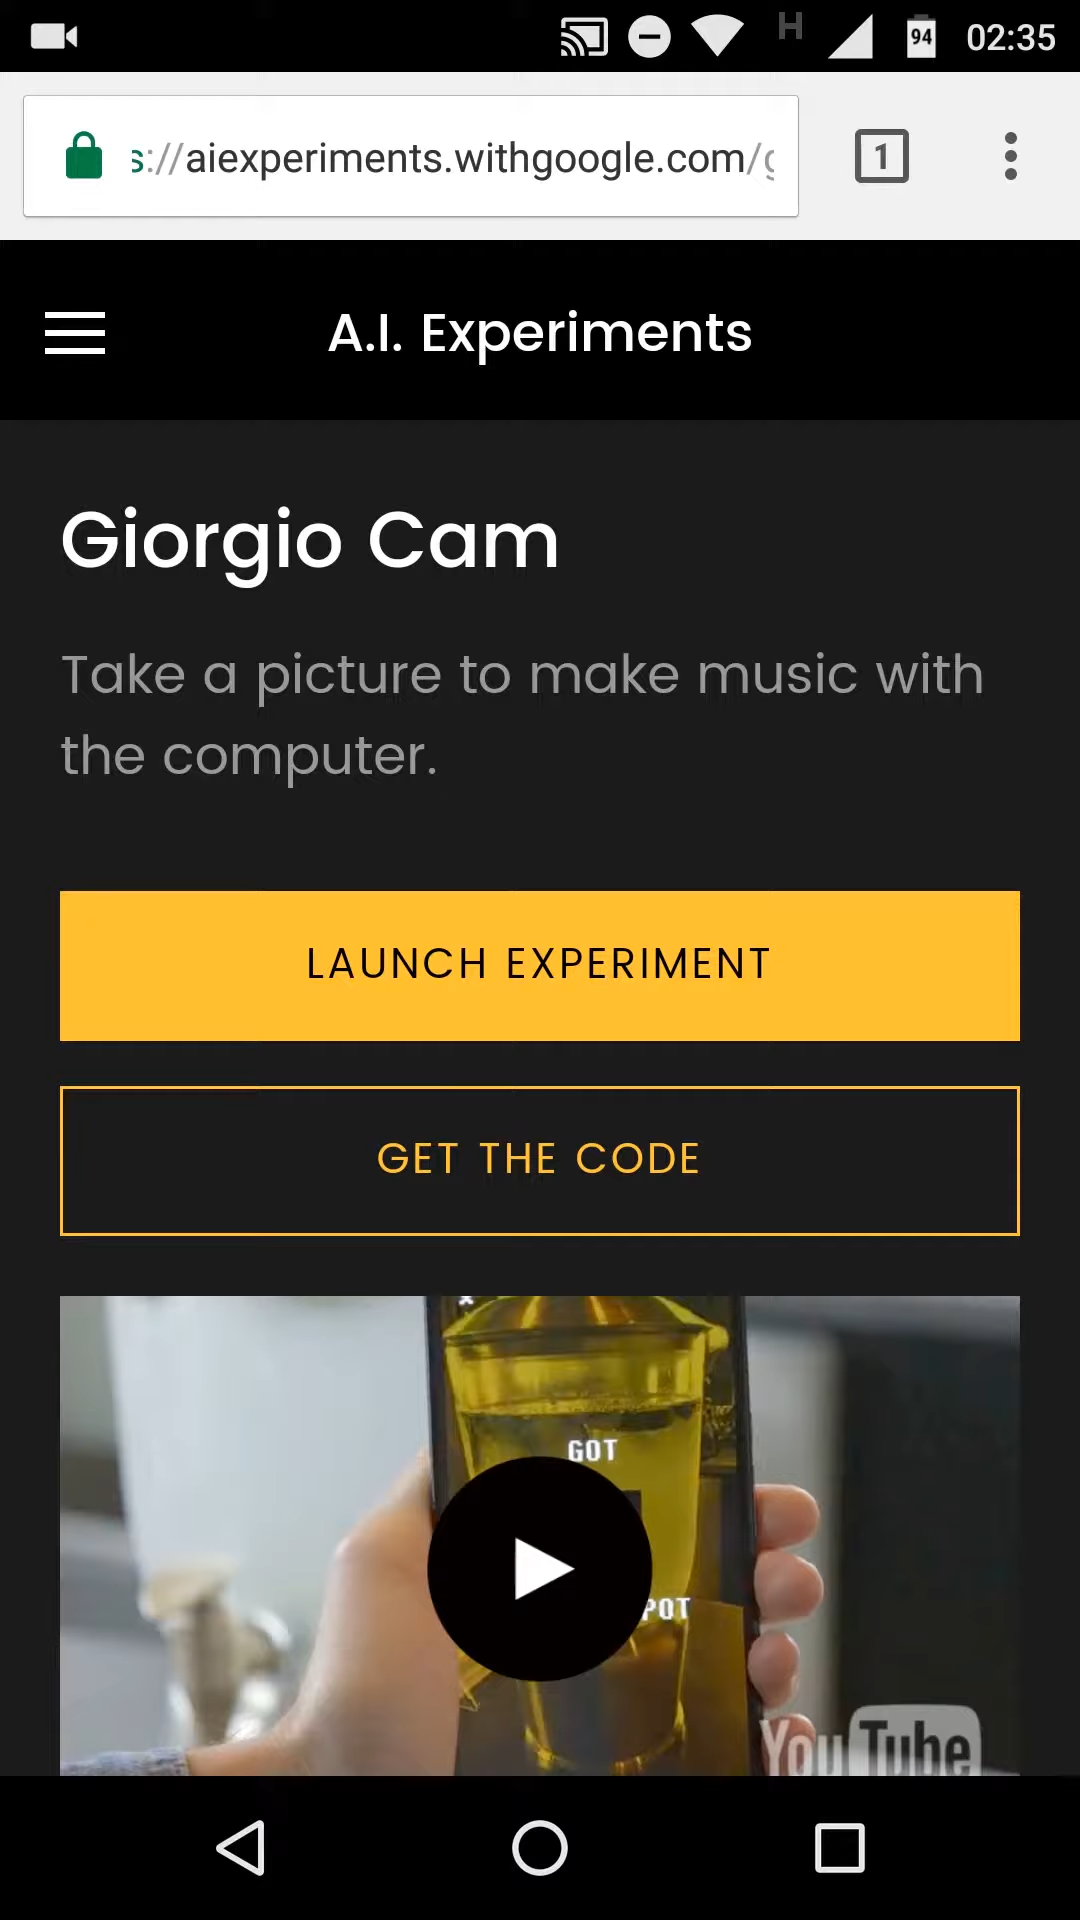 H
94
02:35
s://aiexperiments.withgoogle.com/g
1
A.I. Experiments
Giorgio Cam
Take a picture to make music with
the computer.
LAUNCH EXPERIMENT
GET THE CODE
GOT
POT
YouTube